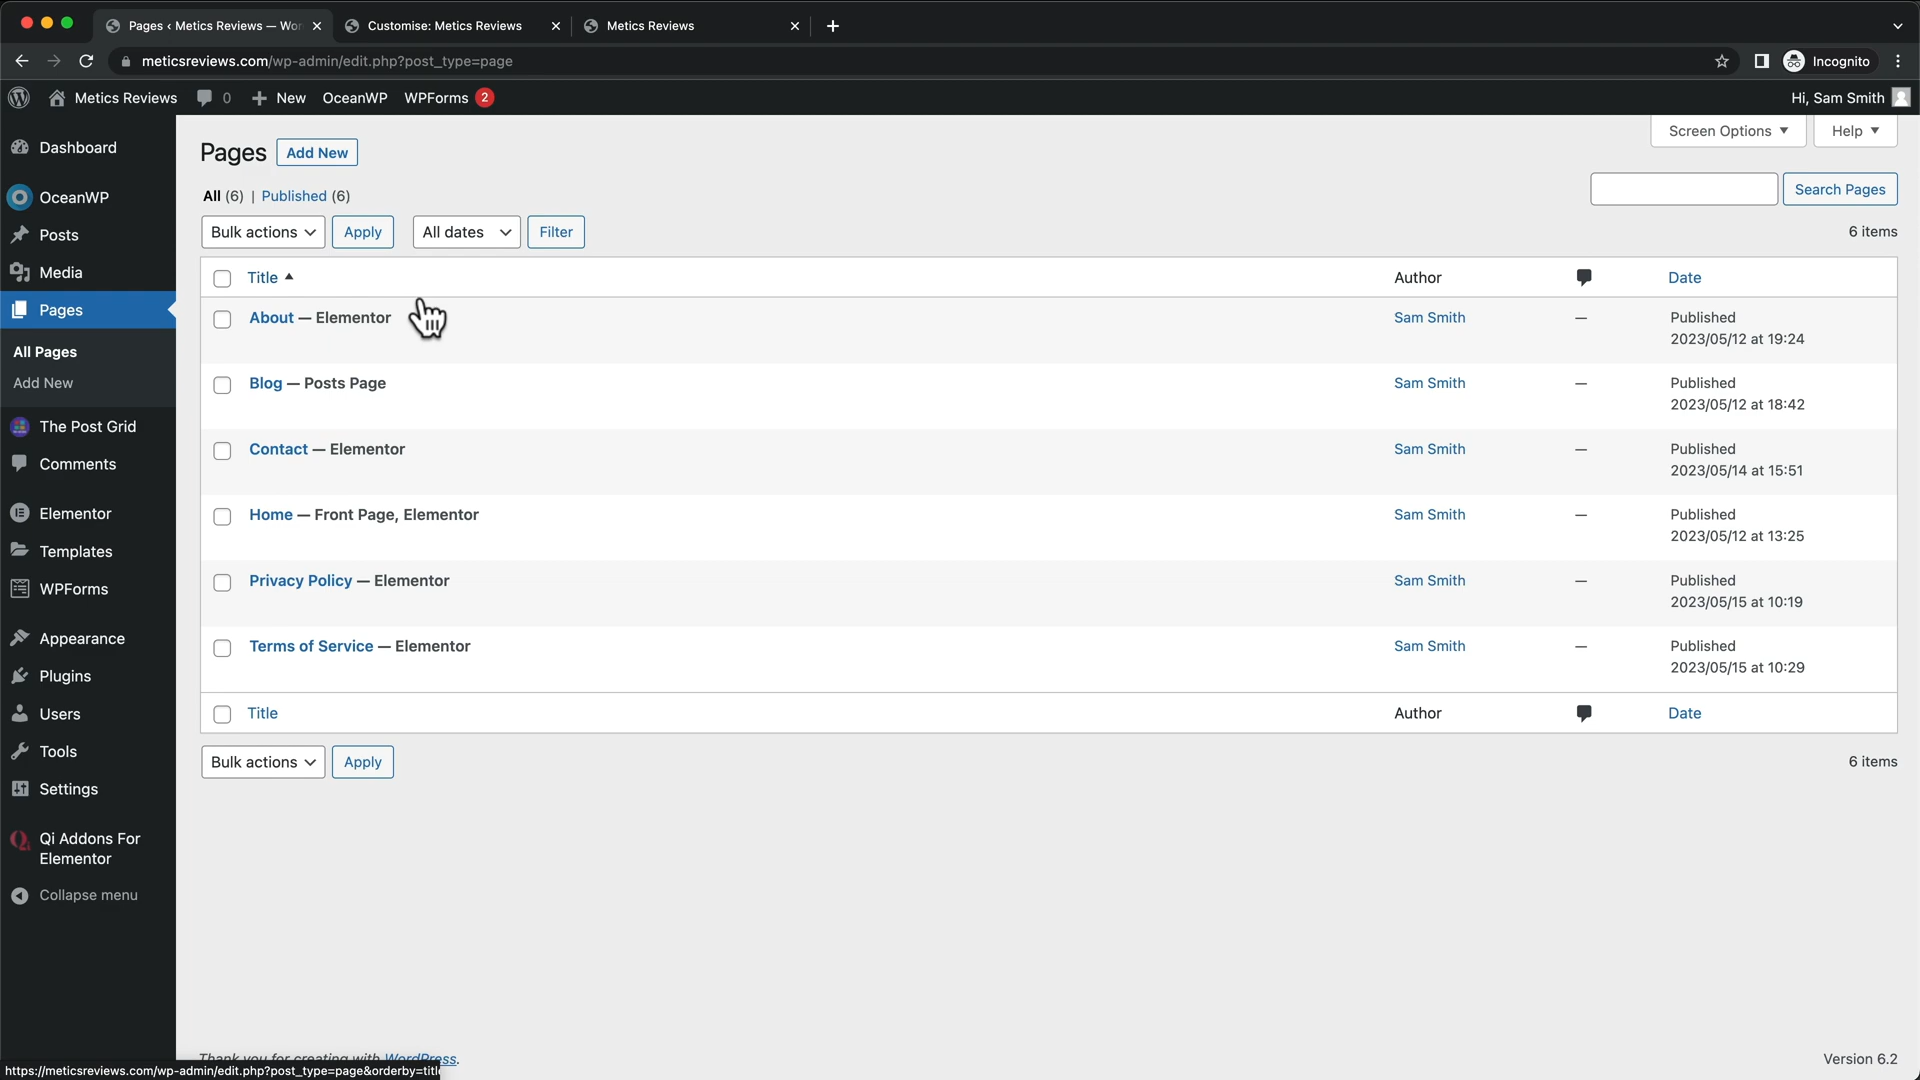 Pages ‹ Metics Reviews — Wor
Customise: Metics Reviews
Metics Reviews
meticsreviews.com/wp-admin/edit.php?post_type=page
Incognito
Metics Reviews
0
New
OceanWP
WPForms
2
Hi, Sam Smith
Dashboard
OceanWP
Posts
Media
Pages
All Pages
Add New
The Post Grid
Comments
Elementor
Templates
WPForms
Appearance
Plugins
Users
Tools
Settings
Qi Addons For
Elementor
Collapse menu
Screen Options
Help
Pages
Add New
All (6) | Published (6)
Search Pages
Bulk actions
Apply
All dates
Filter
6 items
Title
Author
Date
About — Elementor
Sam Smith
—
Published
2023/05/12 at 19:24
Blog — Posts Page
Sam Smith
—
Published
2023/05/12 at 18:42
Contact — Elementor
Sam Smith
—
Published
2023/05/14 at 15:51
Home — Front Page, Elementor
Sam Smith
—
Published
2023/05/12 at 13:25
Privacy Policy — Elementor
Sam Smith
—
Published
2023/05/15 at 10:19
Terms of Service — Elementor
Sam Smith
—
Published
2023/05/15 at 10:29
Title
Author
Date
Bulk actions
Apply
6 items
Thank you for creating with WordPress.
Version 6.2
https://meticsreviews.com/wp-admin/edit.php?post_type=page&orderby=title